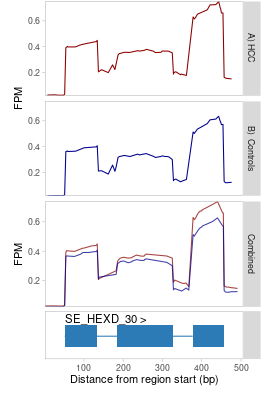 0.6
0.4
0.2
FPM
A) HCC
0.6
0.4
0.2
B) Controls
0.6
0.4
0.2
FPM
Combined
SE_HEXD_30 >
100
200
300
400
500
Distance from region start (bp)